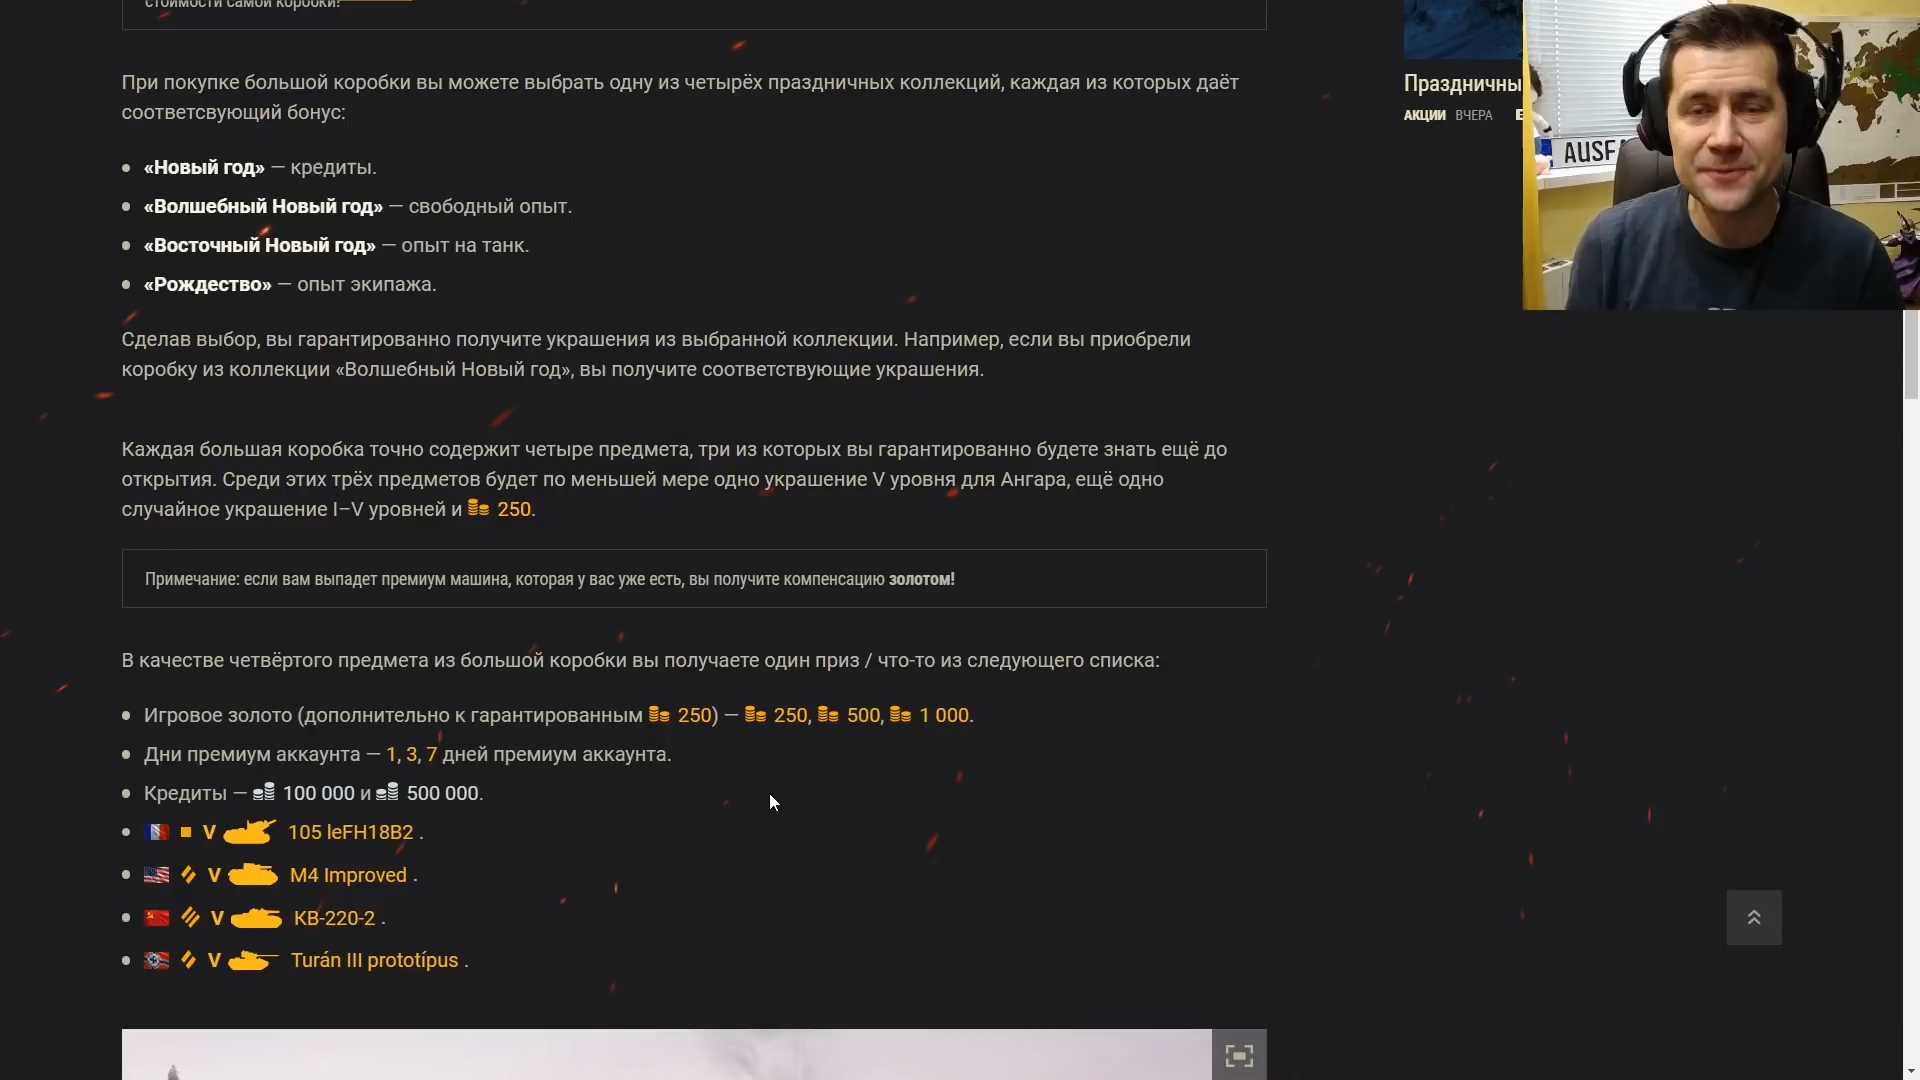 стоимости самой коробки!
При покупке большой коробки вы можете выбрать одну из четырёх праздничных коллекций, каждая из которых даёт
соответсвующий бонус:
«Новый год» — кредиты.
«Волшебный Новый год» — свободный опыт.
«Восточный Новый год» — опыт на танк.
«Рождество» — опыт экипажа.
Сделав выбор, вы гарантированно получите украшения из выбранной коллекции. Например, если вы приобрели
коробку из коллекции «Волшебный Новый год», вы получите соответствующие украшения.
Каждая большая коробка точно содержит четыре предмета, три из которых вы гарантированно будете знать ещё до
открытия. Среди этих трёх предметов будет по меньшей мере одно украшение V уровня для Ангара, ещё одно
случайное украшение I–V уровней и 250.
Примечание: если вам выпадет премиум машина, которая у вас уже есть, вы получите компенсацию золотом!
В качестве четвёртого предмета из большой коробки вы получаете один приз / что-то из следующего списка:
Игровое золото (дополнительно к гарантированным 250) — 250, 500, 1 000.
Дни премиум аккаунта — 1, 3, 7 дней премиум аккаунта.
Кредиты — 100 000 и 500 000.
V 105 leFH18B2 .
V M4 Improved .
V КВ-220-2 .
V Turán III prototípus .
Праздничны
АКЦИИ ВЧЕРА
AUSFA